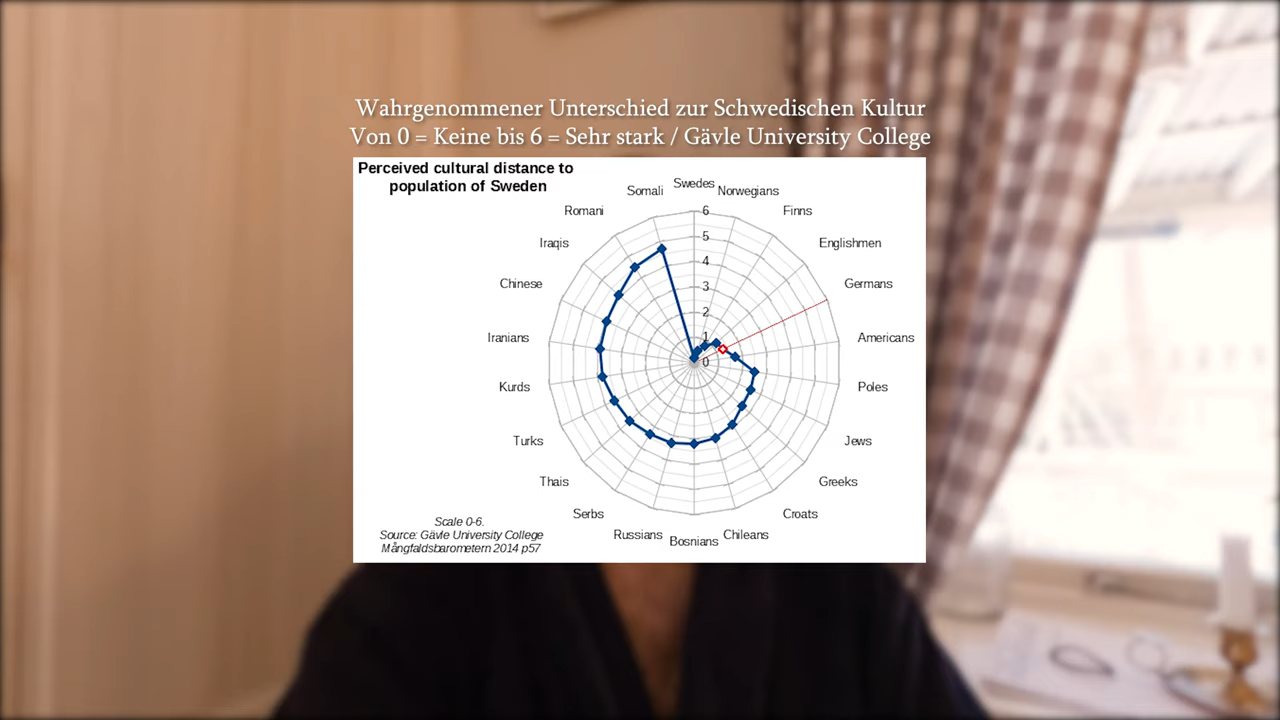 Wahrgenommener Unterschied zur Schwedischen Kultur
Von 0 = Keine bis 6 = Sehr stark / Gävle University College
Perceived cultural distance to
population of Sweden
Swedes
Norwegians
Finns
Englishmen
Germans
Americans
Poles
Jews
Greeks
Croats
Chileans
Bosnians
Russians
Serbs
Thais
Turks
Kurds
Iranians
Chinese
Iraqis
Romani
Somali
6
5
4
3
2
1
0
Scale 0-6.
Source: Gävle University College
Mångfaldsbarometern 2014 p57